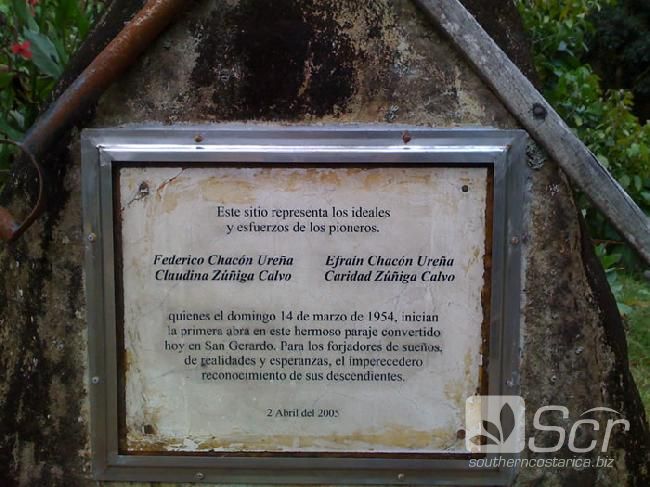 Este sitio representa los ideales
y esfuerzos de los pioneros.
Federico Chacón Ureña Efraín Chacón Ureña
Claudina Zúñiga Calvo Caridad Zúñiga Calvo
quienes el domingo 14 de marzo de 1954, inician
la primera abra en este hermoso paraje convertido
hoy en San Gerardo. Para los forjadores de sueños,
de realidades y esperanzas, el imperecedero
reconocimiento de sus descendientes.
2 Abril del 2005
Scr
southerncostarica.biz